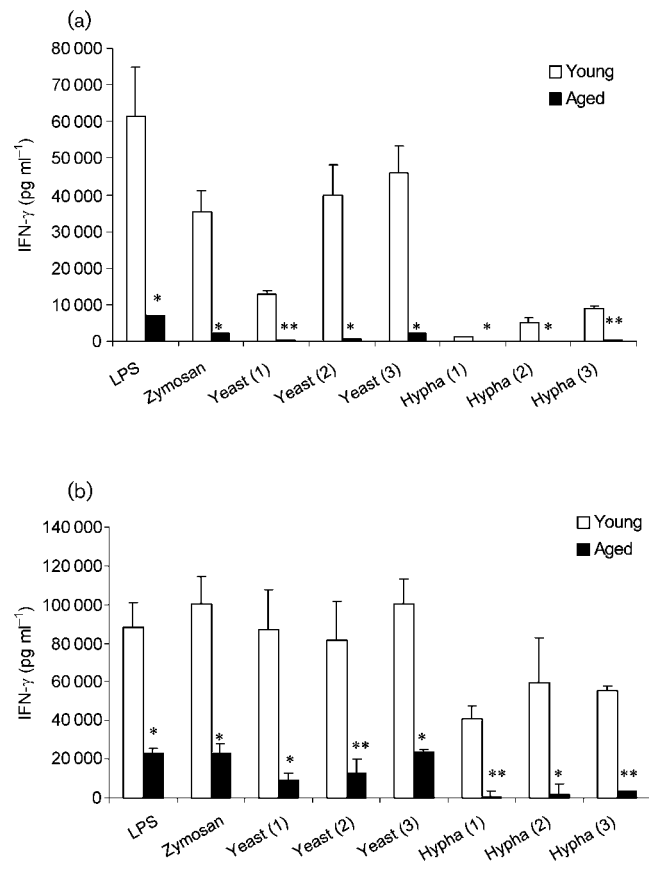 (a)
80 000
70 000
60 000
50 000
40 000
30 000
20 000
10 000
0
IFN-γ (pg ml⁻¹)
Young
Aged
*
*
**
*
*
*
*
**
LPS
Zymosan
Yeast (1)
Yeast (2)
Yeast (3)
Hypha (1)
Hypha (2)
Hypha (3)
(b)
140 000
120 000
100 000
80 000
60 000
40 000
20 000
0
IFN-γ (pg ml⁻¹)
Young
Aged
*
*
*
**
*
**
*
**
LPS
Zymosan
Yeast (1)
Yeast (2)
Yeast (3)
Hypha (1)
Hypha (2)
Hypha (3)